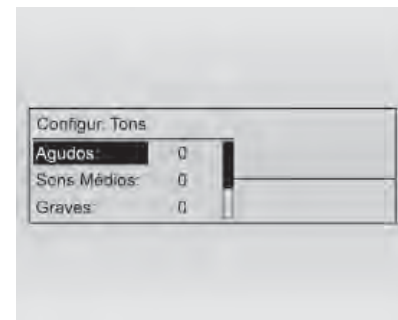 Configur. Tons
Agudos: 0
Sons Médios: 0
Graves: 0